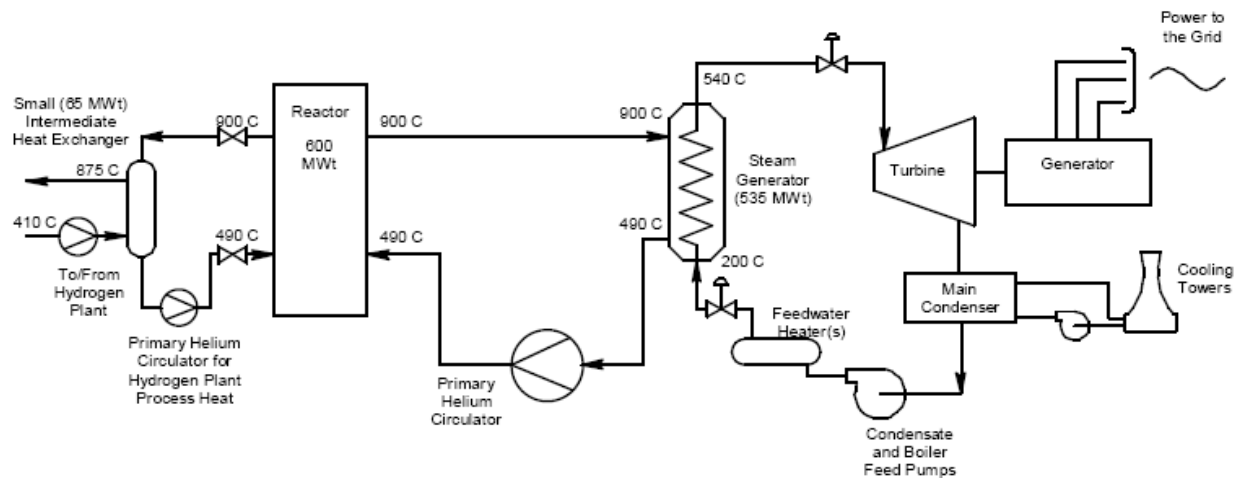 Power to
the Grid
540 C
Small (65 MWt)
Intermediate
Heat Exchanger
900 C
Reactor
600
MWt
900 C
900 C
875 C
Steam
Generator
(535 MWt)
Turbine
Generator
410 C
490 C
490 C
490 C
200 C
To/From
Hydrogen
Plant
Main
Condenser
Cooling
Towers
Feedwater
Heater(s)
Primary Helium
Circulator for
Hydrogen Plant
Process Heat
Primary
Helium
Circulator
Condensate
and Boiler
Feed Pumps